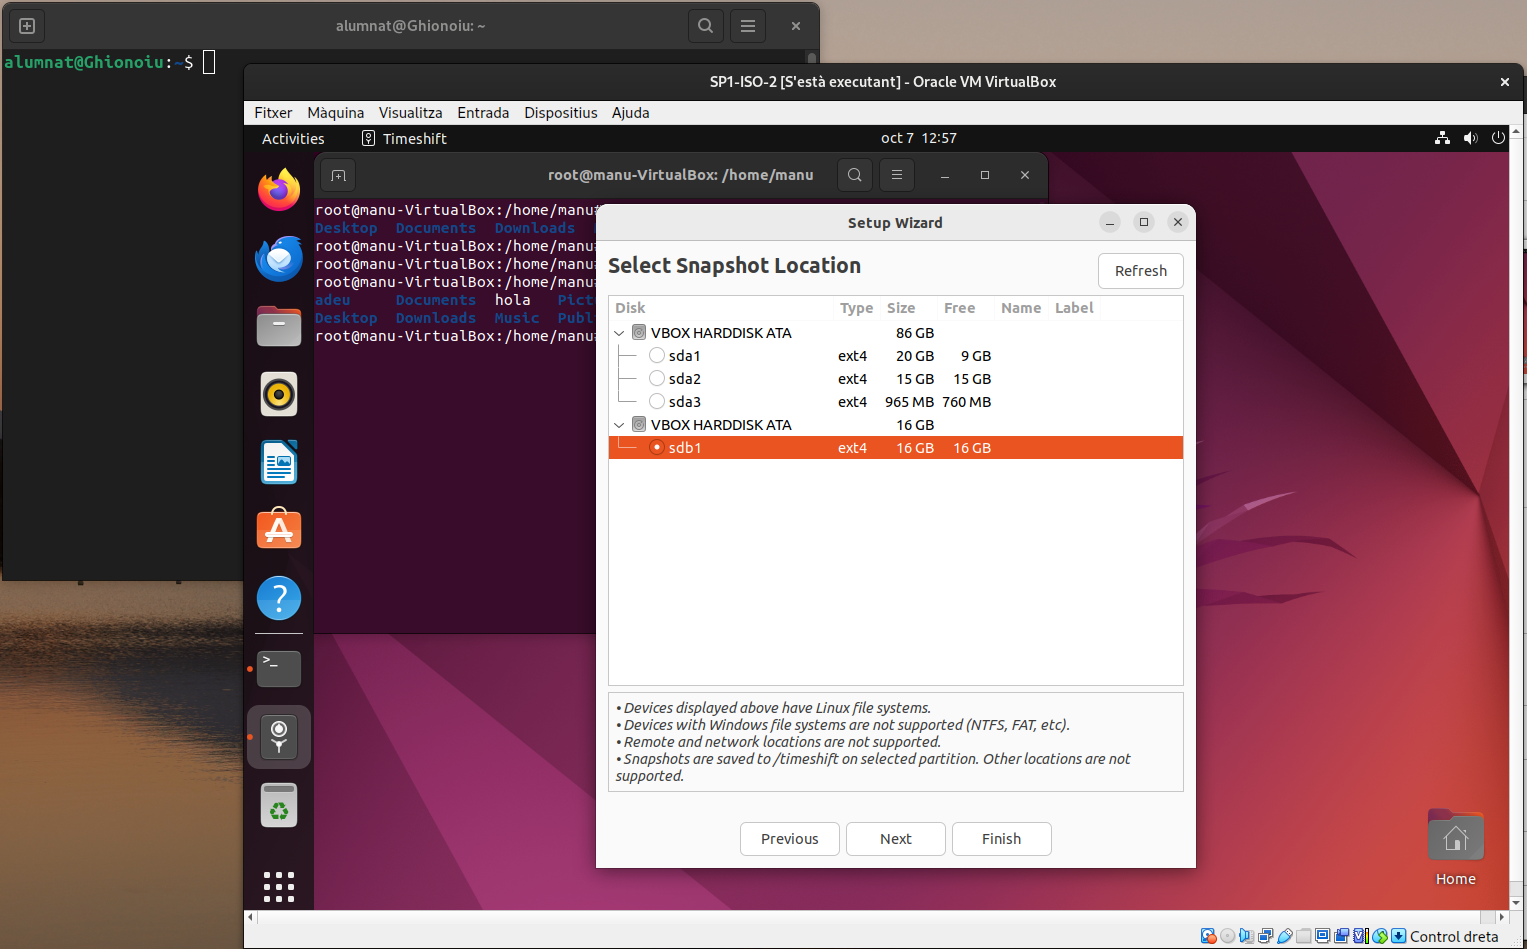 alumnat@Ghionoiu: ~
alumnat@Ghionoiu:~$
SP1-ISO-2 [S'està executant] - Oracle VM VirtualBox
Fitxer Màquina Visualitza Entrada Dispositius Ajuda
Activities Timeshift oct 7 12:57
root@manu-VirtualBox: /home/manu
root@manu-VirtualBox:/home/manu#
Desktop Documents Downloads
root@manu-VirtualBox:/home/manu#
root@manu-VirtualBox:/home/manu#
root@manu-VirtualBox:/home/manu#
adeu Documents hola Pict
Desktop Downloads Music Publ
root@manu-VirtualBox:/home/manu#
Setup Wizard
Select Snapshot Location
Refresh
Disk Type Size Free Name Label
VBOX HARDDISK ATA 86 GB
sda1 ext4 20 GB 9 GB
sda2 ext4 15 GB 15 GB
sda3 ext4 965 MB 760 MB
VBOX HARDDISK ATA 16 GB
sdb1 ext4 16 GB 16 GB
• Devices displayed above have Linux file systems.
• Devices with Windows file systems are not supported (NTFS, FAT, etc).
• Remote and network locations are not supported.
• Snapshots are saved to /timeshift on selected partition. Other locations are not
supported.
Previous Next Finish
Home
Control dreta